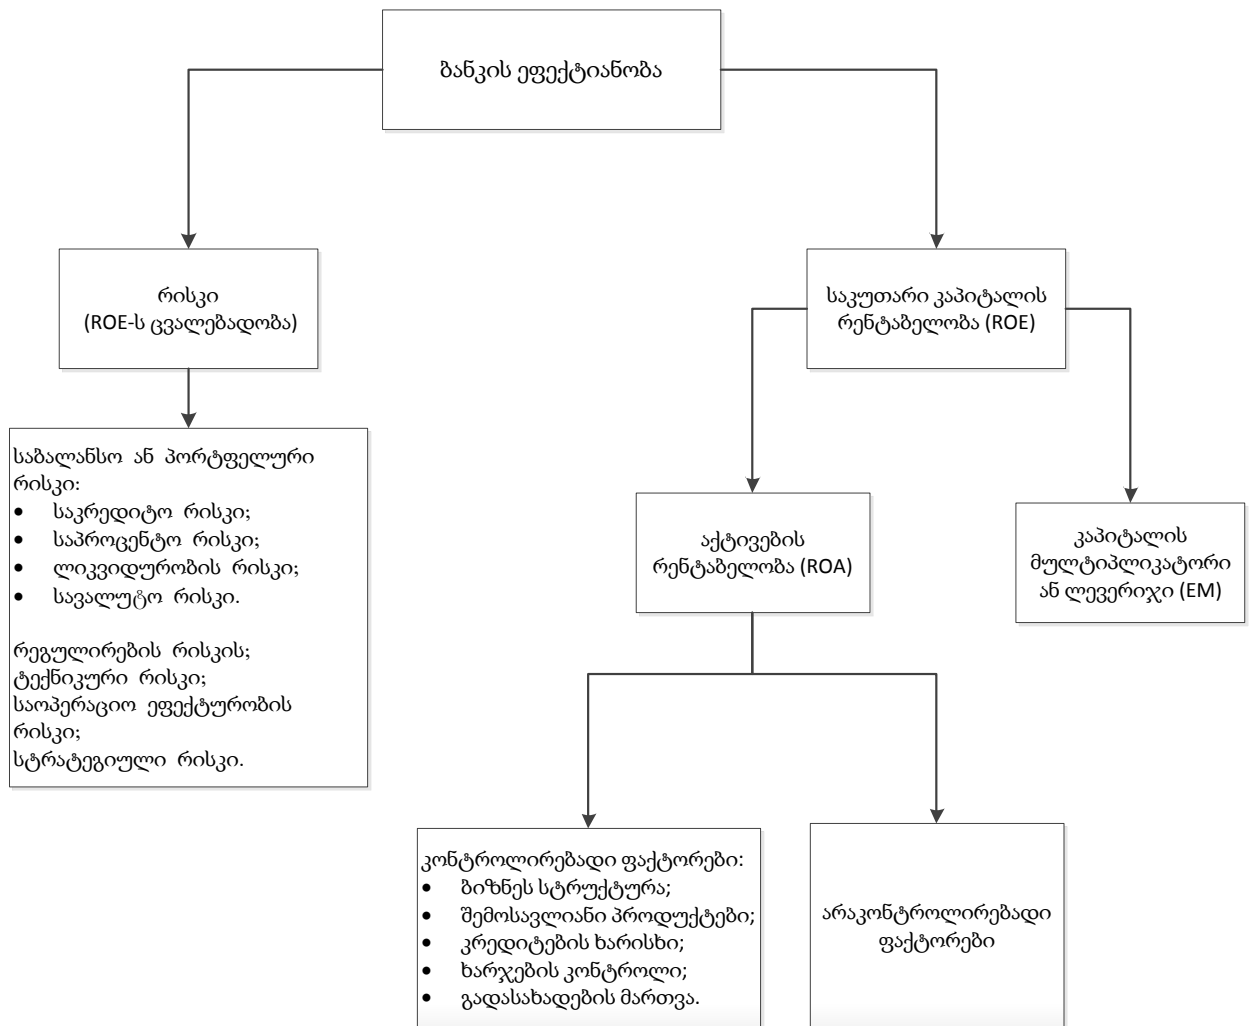 ბანკის ეფექტიანობა
რისკი
(ROE-ს ცვალებადობა)
საკუთარი კაპიტალის
რენტაბელობა (ROE)
საბალანსო ან პორტფელური
რისკი:
• საკრედიტო რისკი;
• საპროცენტო რისკი;
• ლიკვიდურობის რისკი;
• სავალუტო რისკი.
რეგულირების რისკის;
ტექნიკური რისკი;
საოპერაციო ეფექტურობის
რისკი;
სტრატეგიული რისკი.
აქტივების
რენტაბელობა (ROA)
კაპიტალის
მულტიპლიკატორი
ან ლევერიჯი (EM)
კონტროლირებადი ფაქტორები:
• ბიზნეს სტრუქტურა;
• შემოსავლიანი პროდუქტები;
• კრედიტების ხარისხი;
• ხარჯების კონტროლი;
• გადასახადების მართვა.
არაკონტროლირებადი
ფაქტორები